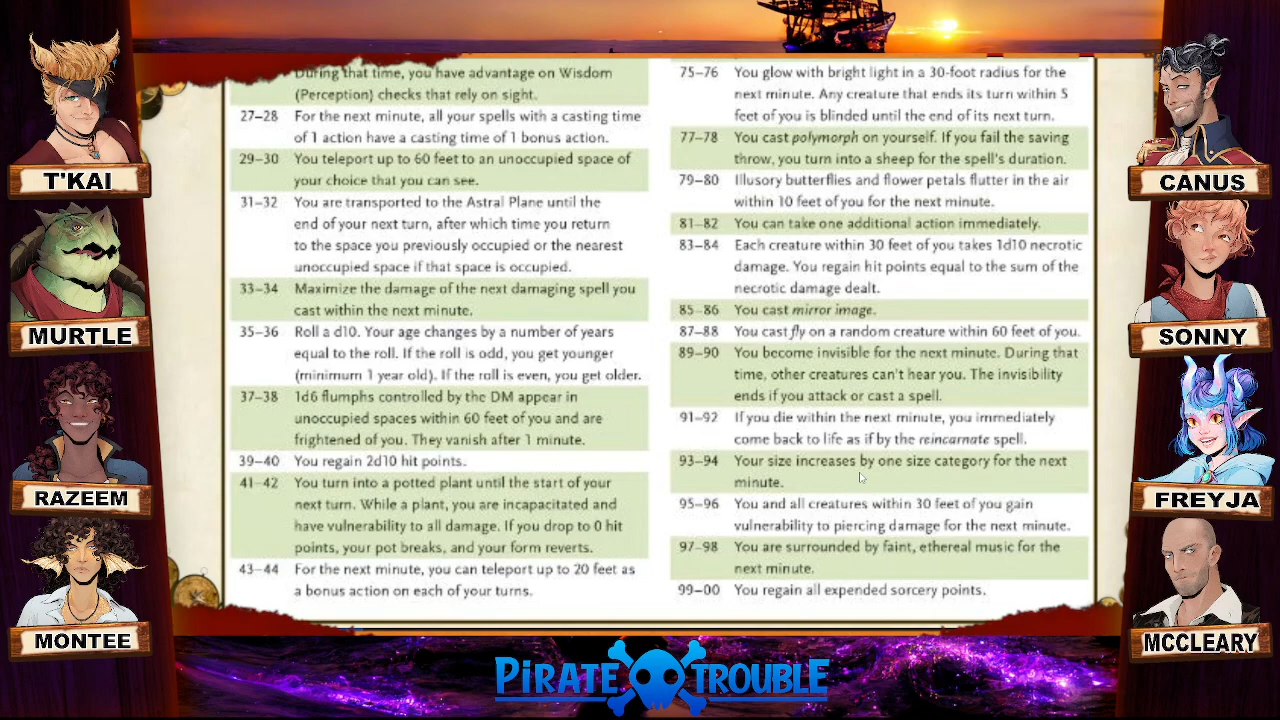 T'KAI
MURTLE
RAZEEM
MONTEE
During that time, you have advantage on Wisdom
(Perception) checks that rely on sight.
27–28 For the next minute, all your spells with a casting time
of 1 action have a casting time of 1 bonus action.
29–30 You teleport up to 60 feet to an unoccupied space of
your choice that you can see.
31–32 You are transported to the Astral Plane until the
end of your next turn, after which time you return
to the space you previously occupied or the nearest
unoccupied space if that space is occupied.
33–34 Maximize the damage of the next damaging spell you
cast within the next minute.
35–36 Roll a d10. Your age changes by a number of years
equal to the roll. If the roll is odd, you get younger
(minimum 1 year old). If the roll is even, you get older.
37–38 1d6 flumphs controlled by the DM appear in
unoccupied spaces within 60 feet of you and are
frightened of you. They vanish after 1 minute.
39–40 You regain 2d10 hit points.
41–42 You turn into a potted plant until the start of your
next turn. While a plant, you are incapacitated and
have vulnerability to all damage. If you drop to 0 hit
points, your pot breaks, and your form reverts.
43–44 For the next minute, you can teleport up to 20 feet as
a bonus action on each of your turns.
75–76 You glow with bright light in a 30-foot radius for the
next minute. Any creature that ends its turn within 5
feet of you is blinded until the end of its next turn.
77–78 You cast polymorph on yourself. If you fail the saving
throw, you turn into a sheep for the spell's duration.
79–80 Illusory butterflies and flower petals flutter in the air
within 10 feet of you for the next minute.
81–82 You can take one additional action immediately.
83–84 Each creature within 30 feet of you takes 1d10 necrotic
damage. You regain hit points equal to the sum of the
necrotic damage dealt.
85–86 You cast mirror image.
87–88 You cast fly on a random creature within 60 feet of you.
89–90 You become invisible for the next minute. During that
time, other creatures can't hear you. The invisibility
ends if you attack or cast a spell.
91–92 If you die within the next minute, you immediately
come back to life as if by the reincarnate spell.
93–94 Your size increases by one size category for the next
minute.
95–96 You and all creatures within 30 feet of you gain
vulnerability to piercing damage for the next minute.
97–98 You are surrounded by faint, ethereal music for the
next minute.
99–00 You regain all expended sorcery points.
CANUS
SONNY
FREYJA
MCCLEARY
PIRATE TROUBLE